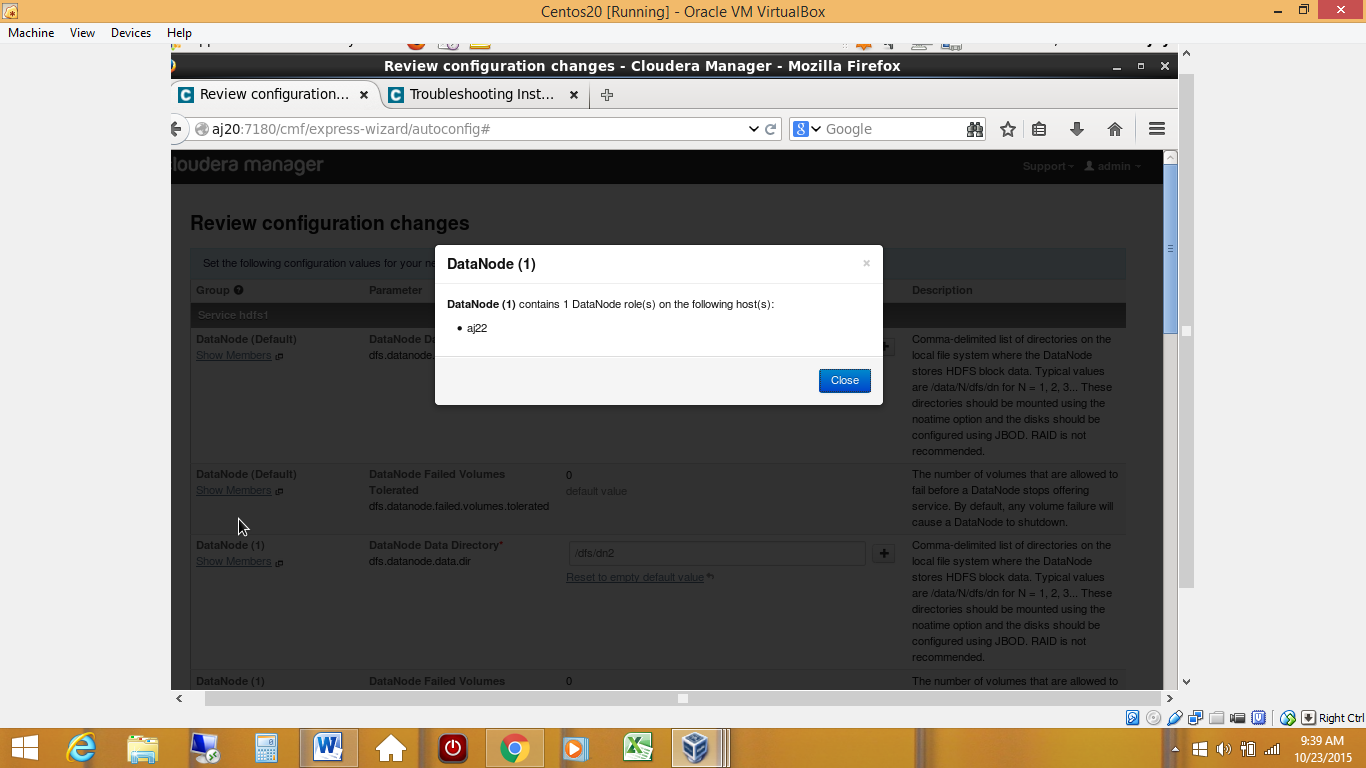 Centos20 [Running] - Oracle VM VirtualBox
Machine View Devices Help
Review configuration changes - Cloudera Manager - Mozilla Firefox
Review configuration... Troubleshooting Inst...
aj20:7180/cmf/express-wizard/autoconfig#
Google
cloudera manager
Support admin
Review configuration changes
Set the following configuration values for your
Group Parameter Description
Service hdfs1
DataNode (1)
DataNode (1) contains 1 DataNode role(s) on the following host(s):
• aj22
Close
DataNode (Default)
Show Members
DataNode
dfs.datanode.
Comma-delimited list of directories on the
local file system where the DataNode
stores HDFS block data. Typical values
are /data/N/dfs/dn for N = 1, 2, 3... These
directories should be mounted using the
noatime option and the disks should be
configured using JBOD. RAID is not
recommended.
DataNode (Default)
Show Members
DataNode Failed Volumes
Tolerated
dfs.datanode.failed.volumes.tolerated
0
default value
The number of volumes that are allowed to
fail before a DataNode stops offering
service. By default, any volume failure will
cause a DataNode to shutdown.
DataNode (1)
Show Members
DataNode Data Directory*
dfs.datanode.data.dir
/dfs/dn2
Reset to empty default value
Comma-delimited list of directories on the
local file system where the DataNode
stores HDFS block data. Typical values
are /data/N/dfs/dn for N = 1, 2, 3... These
directories should be mounted using the
noatime option and the disks should be
configured using JBOD. RAID is not
recommended.
DataNode (1)
DataNode Failed Volumes
0
The number of volumes that are allowed to
Right Ctrl
9:39 AM
10/23/2015